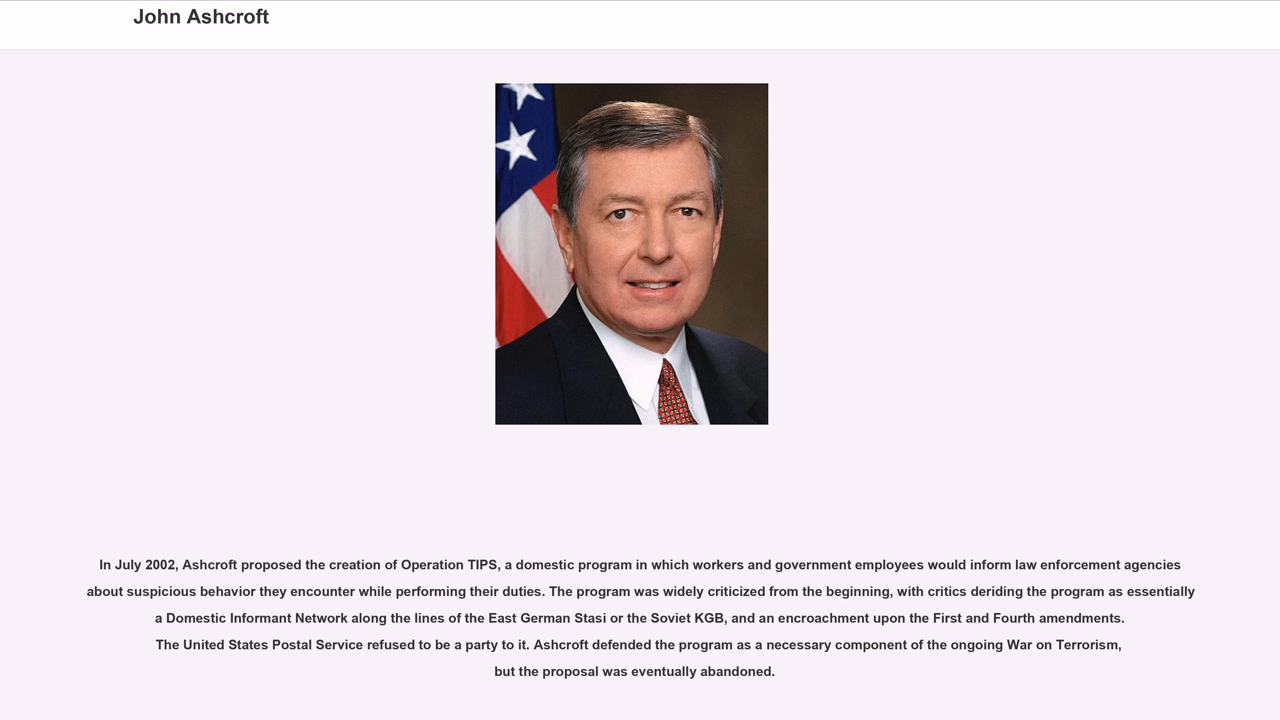 John Ashcroft
In July 2002, Ashcroft proposed the creation of Operation TIPS, a domestic program in which workers and government employees would inform law enforcement agencies
about suspicious behavior they encounter while performing their duties. The program was widely criticized from the beginning, with critics deriding the program as essentially
a Domestic Informant Network along the lines of the East German Stasi or the Soviet KGB, and an encroachment upon the First and Fourth amendments.
The United States Postal Service refused to be a party to it. Ashcroft defended the program as a necessary component of the ongoing War on Terrorism,
but the proposal was eventually abandoned.